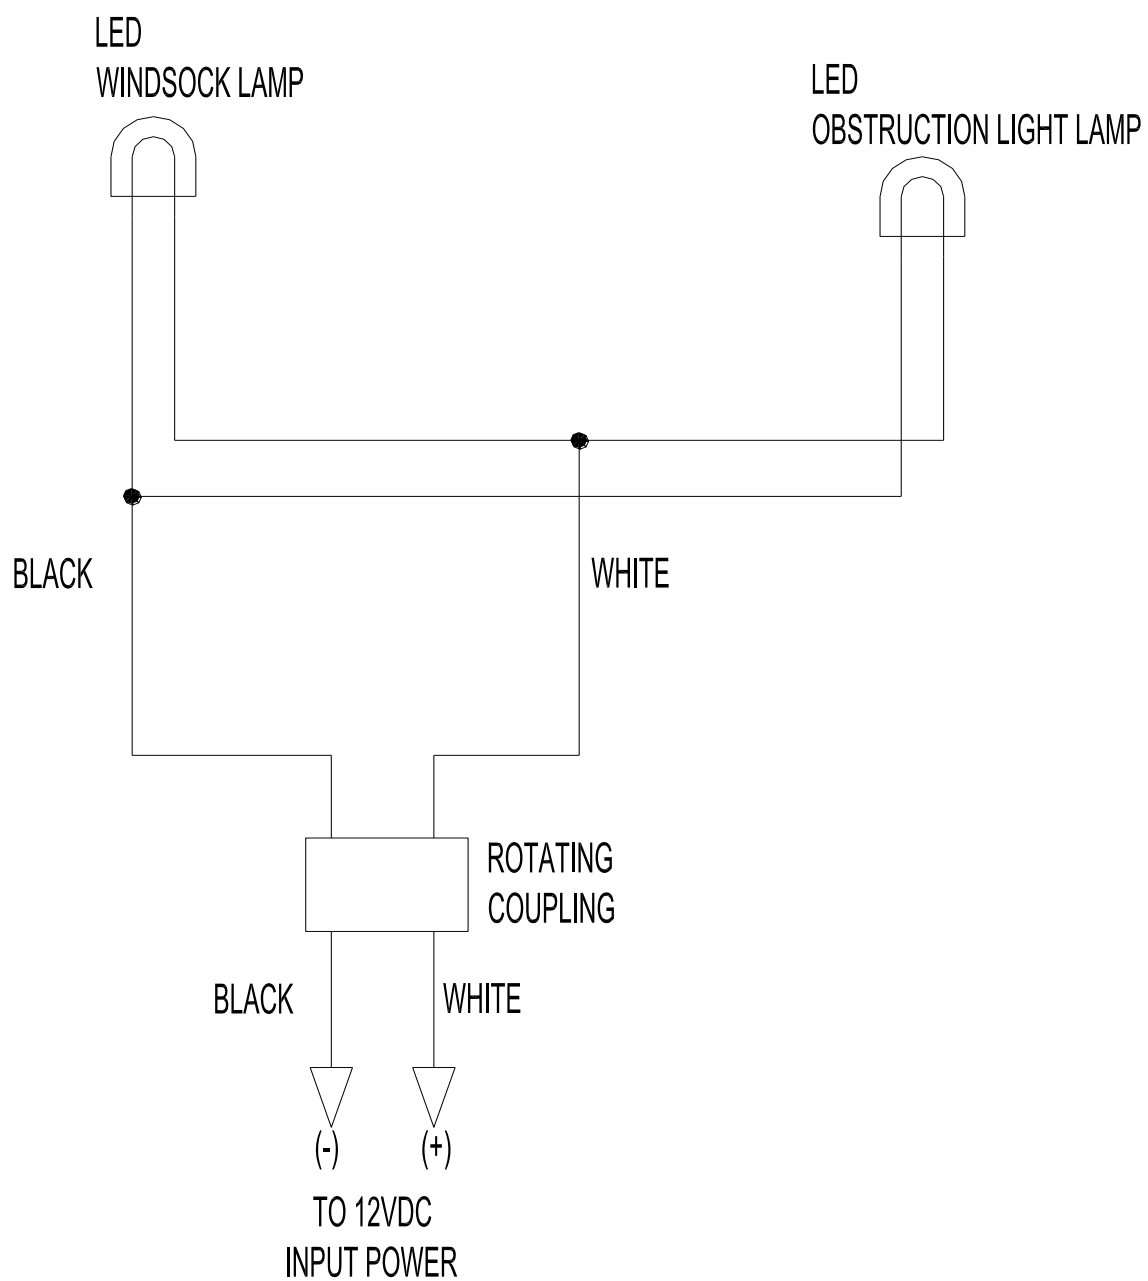 LED
WINDSOCK LAMP
LED
OBSTRUCTION LIGHT LAMP
BLACK
WHITE
ROTATING
COUPLING
BLACK
WHITE
(-)
(+)
TO 12VDC
INPUT POWER